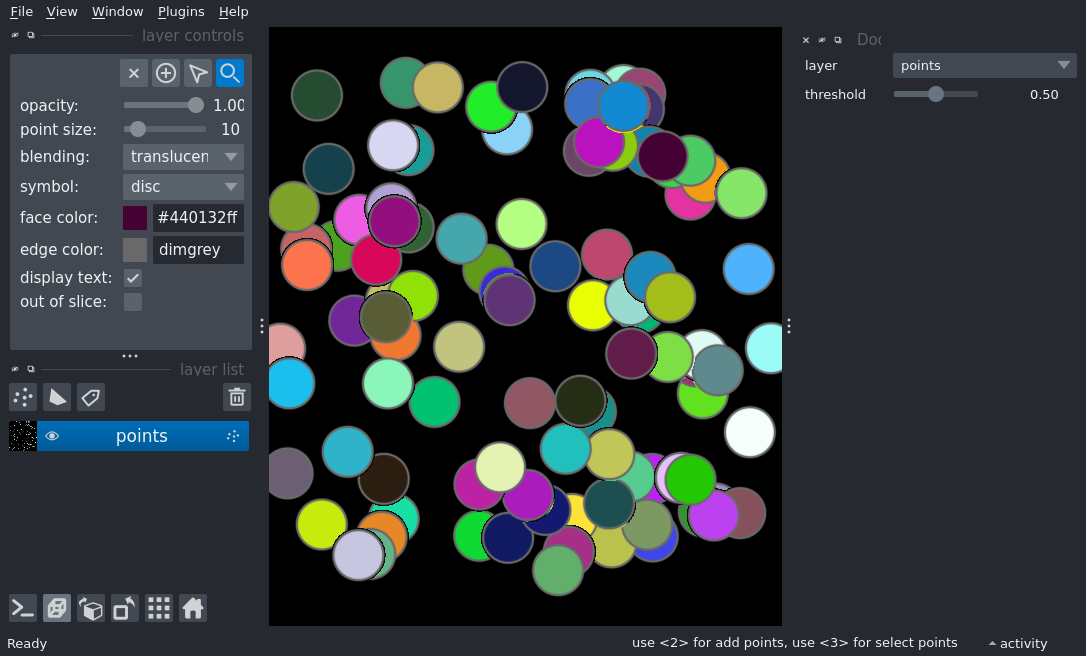 File View Window Plugins Help
layer controls
opacity: 1.00
point size: 10
blending: translucen
symbol: disc
face color: #440132ff
edge color: dimgrey
display text:
out of slice:
layer list
points
Doc
layer points
threshold 0.50
Ready
use <2> for add points, use <3> for select points
activity